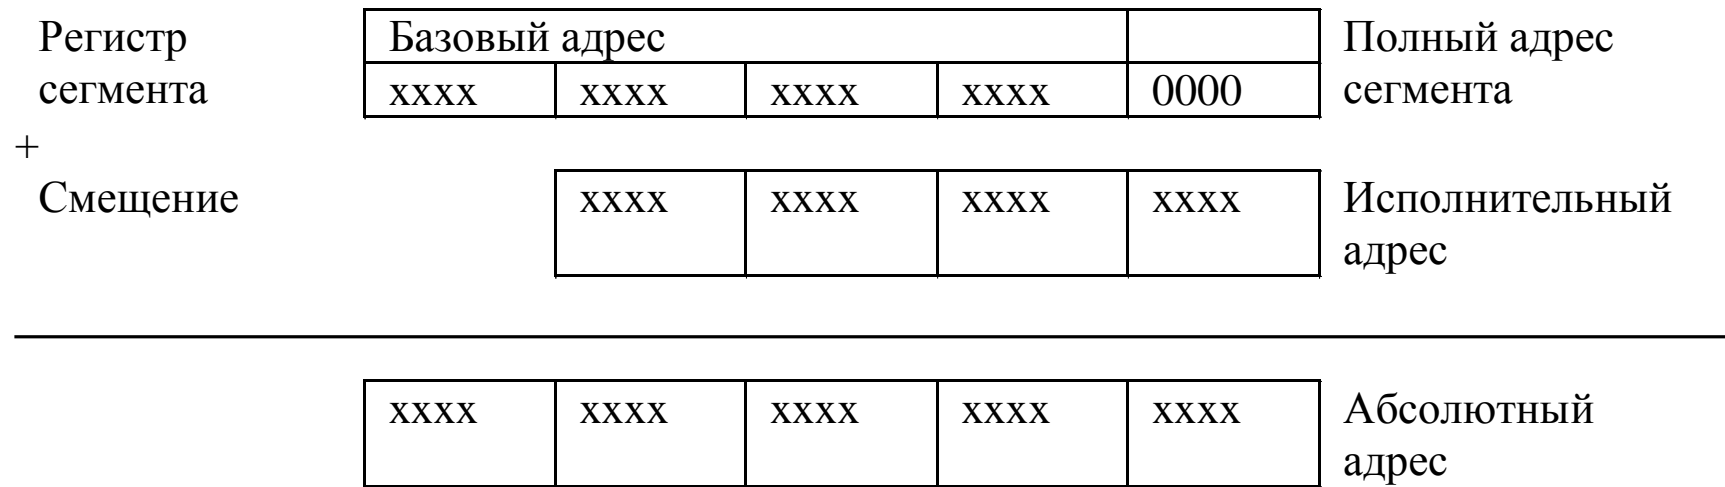 Регистр Базовый адрес Полный адрес
сегмента xxxx xxxx xxxx xxxx 0000 сегмента
+
Смещение xxxx xxxx xxxx xxxx Исполнительный
адрес
xxxx xxxx xxxx xxxx xxxx Абсолютный
адрес